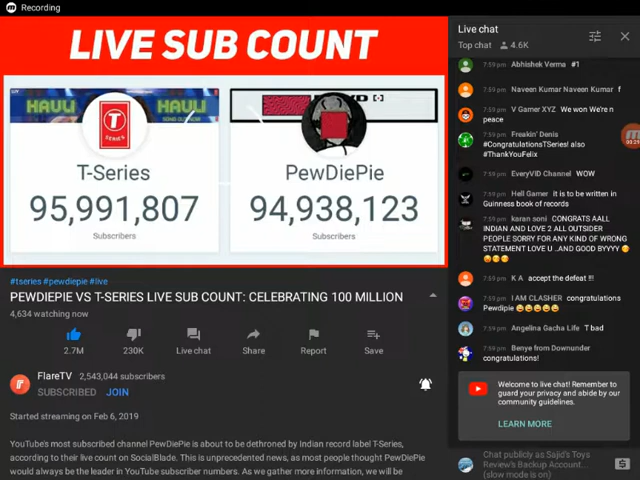 Recording
LIVE SUB COUNT
HAULI
HAULI
T
SERIES
T-Series
PewDiePie
95,991,807
94,938,123
Subscribers
Subscribers
#tseries #pewdiepie #live
PEWDIEPIE VS T-SERIES LIVE SUB COUNT: CELEBRATING 100 MILLION
4,634 watching now
2.7M
230K
Live chat
Share
Report
Save
FlareTV 2,543,044 subscribers
SUBSCRIBED JOIN
Started streaming on Feb 6, 2019
YouTube's most subscribed channel PewDiePie is about to be dethroned by Indian record label T-Series,
according to their live count on SocialBlade. This is unprecedented news, as most people thought PewDiePie
would always be the leader in YouTube subscriber numbers. As we gather more information, we will be
Live chat
Top chat 4.6K
7:59 pm Abhishek Verma #1
7:59 pm Naveen Kumar Naveen Kumar f
7:59 pm V Gamer XYZ We won We're n
peace
7:59 pm Freakin' Denis
#CongratulationsTSeries! also
#ThankYouFelix
7:59 pm EveryVID Channel WOW
7:59 pm Hell Gamer it is to be written in
Guinness book of records
7:59 pm karan soni CONGRATS AALL
INDIAN AND LOVE 2 ALL OUTSIDER
PEOPLE SORRY FOR ANY KIND OF WRONG
STATEMENT LOVE U ..AND GOOD BYYYY
7:59 pm K A accept the defeat !!!
7:59 pm I AM CLASHER congratulations
Pewdipie
7:59 pm Angelina Gacha Life T bad
7:59 pm Benye from Downunder
congratulations!
Welcome to live chat! Remember to
guard your privacy and abide by our
community guidelines.
LEARN MORE
Chat publicly as Sajid's Toys
Review's Backup Account...
(slow mode is on)